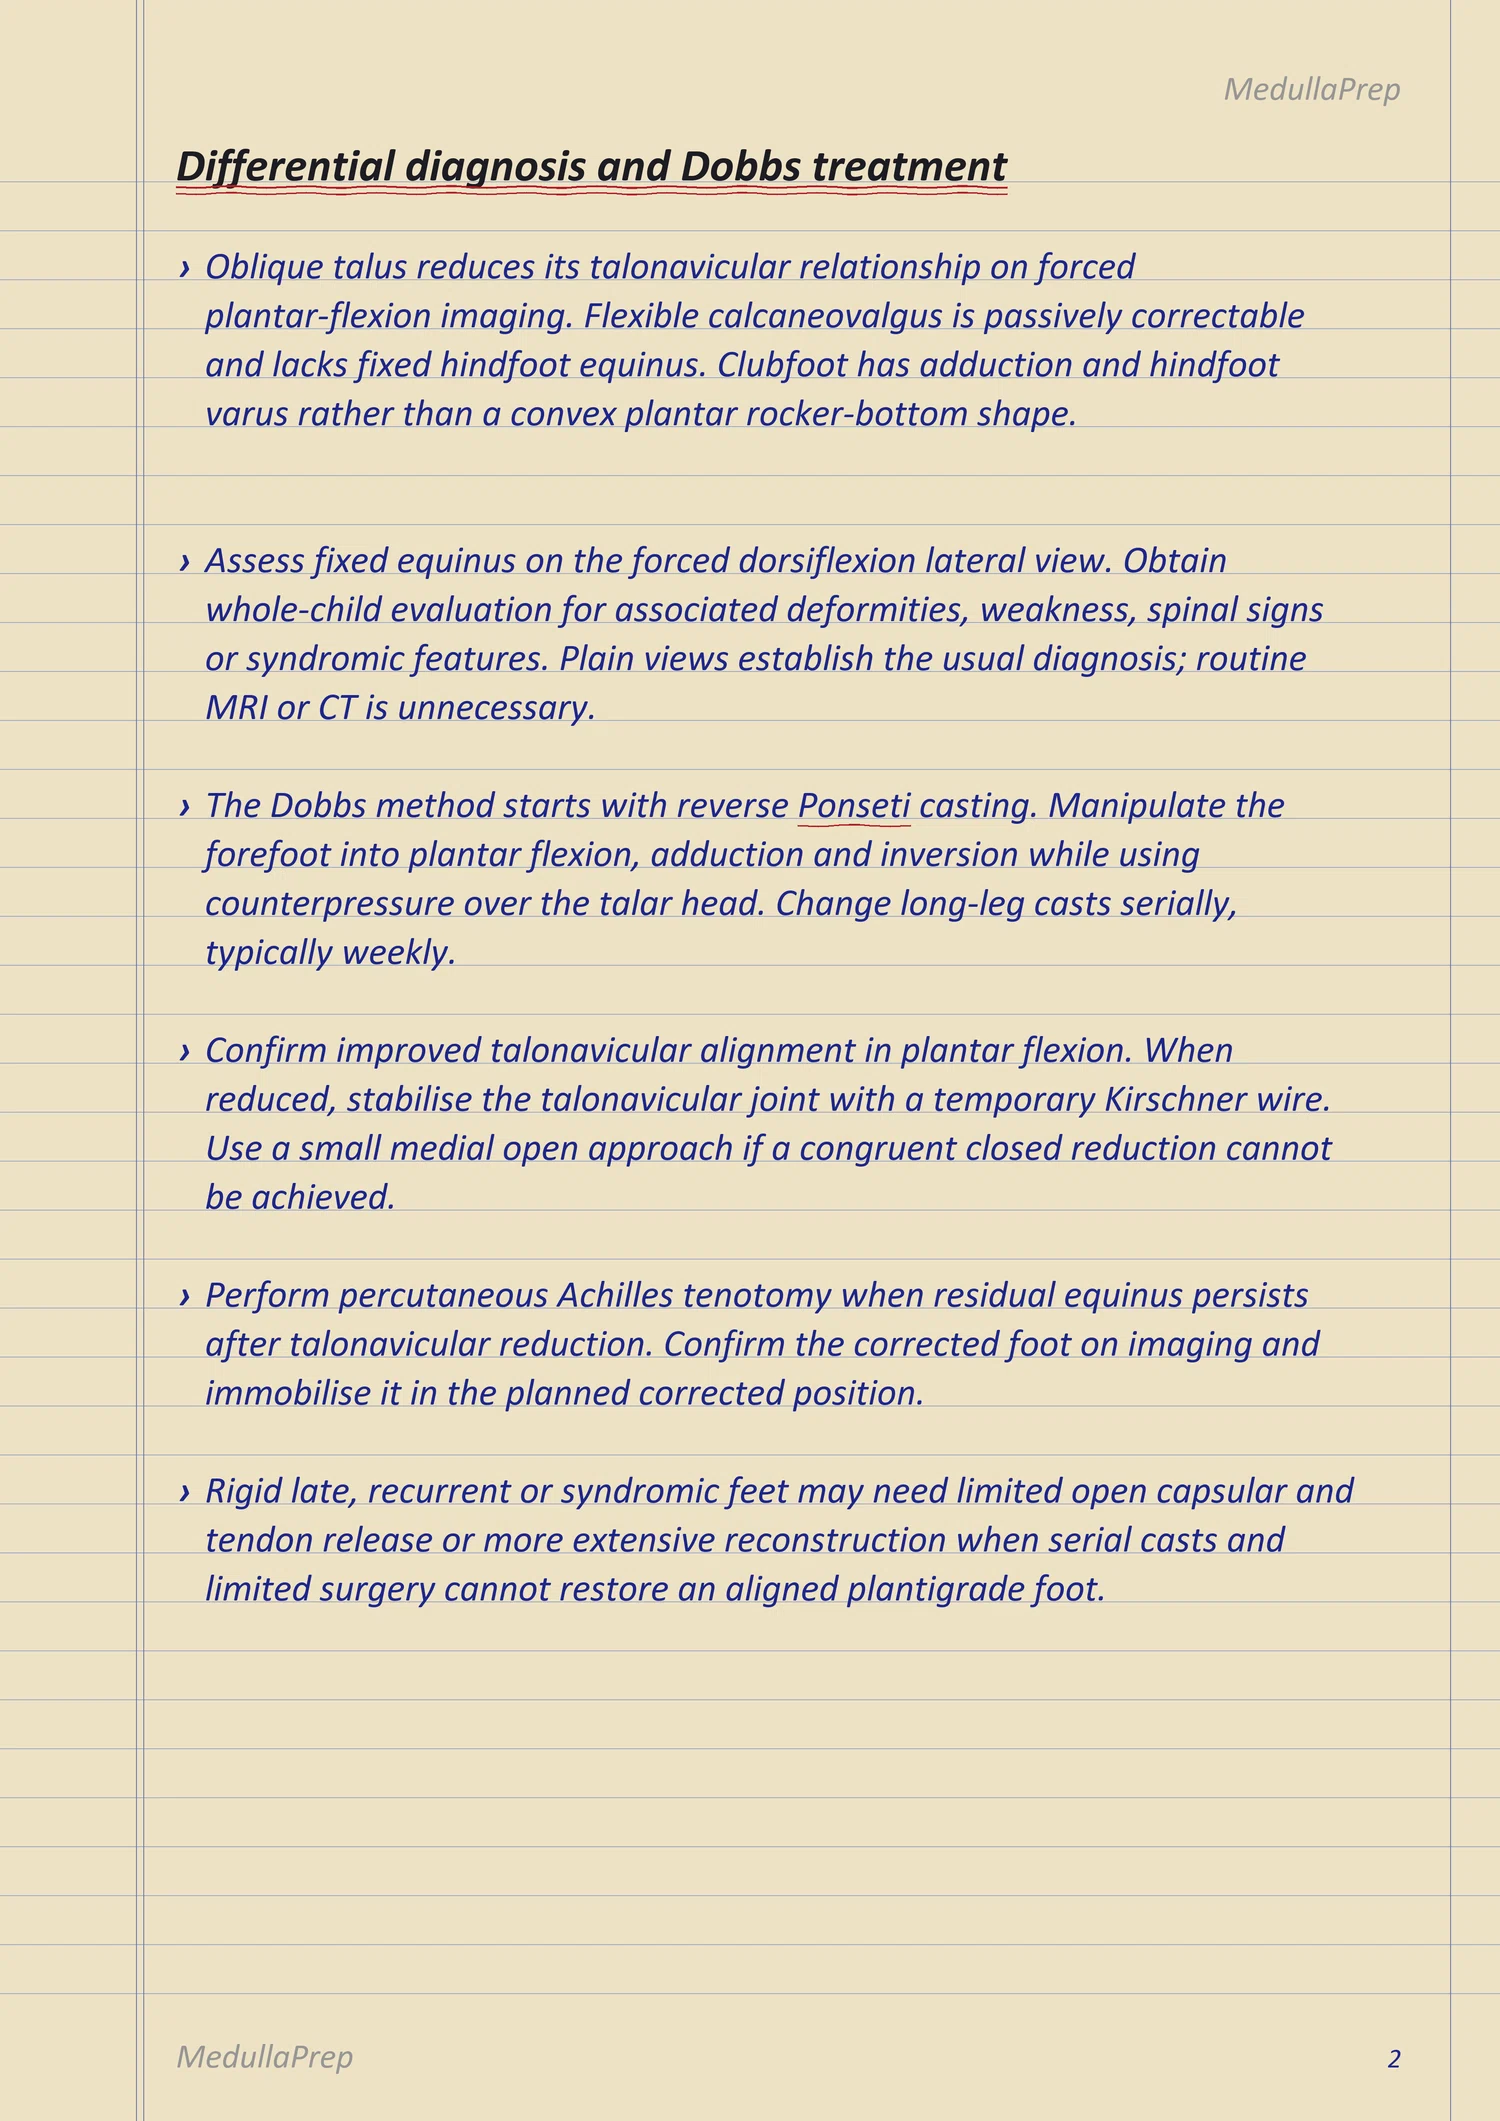 MedullaPrep
Differential diagnosis and Dobbs treatment
› Oblique talus reduces its talonavicular relationship on forced
plantar-flexion imaging. Flexible calcaneovalgus is passively correctable
and lacks fixed hindfoot equinus. Clubfoot has adduction and hindfoot
varus rather than a convex plantar rocker-bottom shape.
› Assess fixed equinus on the forced dorsiflexion lateral view. Obtain
whole-child evaluation for associated deformities, weakness, spinal signs
or syndromic features. Plain views establish the usual diagnosis; routine
MRI or CT is unnecessary.
› The Dobbs method starts with reverse Ponseti casting. Manipulate the
forefoot into plantar flexion, adduction and inversion while using
counterpressure over the talar head. Change long-leg casts serially,
typically weekly.
› Confirm improved talonavicular alignment in plantar flexion. When
reduced, stabilise the talonavicular joint with a temporary Kirschner wire.
Use a small medial open approach if a congruent closed reduction cannot
be achieved.
› Perform percutaneous Achilles tenotomy when residual equinus persists
after talonavicular reduction. Confirm the corrected foot on imaging and
immobilise it in the planned corrected position.
› Rigid late, recurrent or syndromic feet may need limited open capsular and
tendon release or more extensive reconstruction when serial casts and
limited surgery cannot restore an aligned plantigrade foot.
MedullaPrep
2